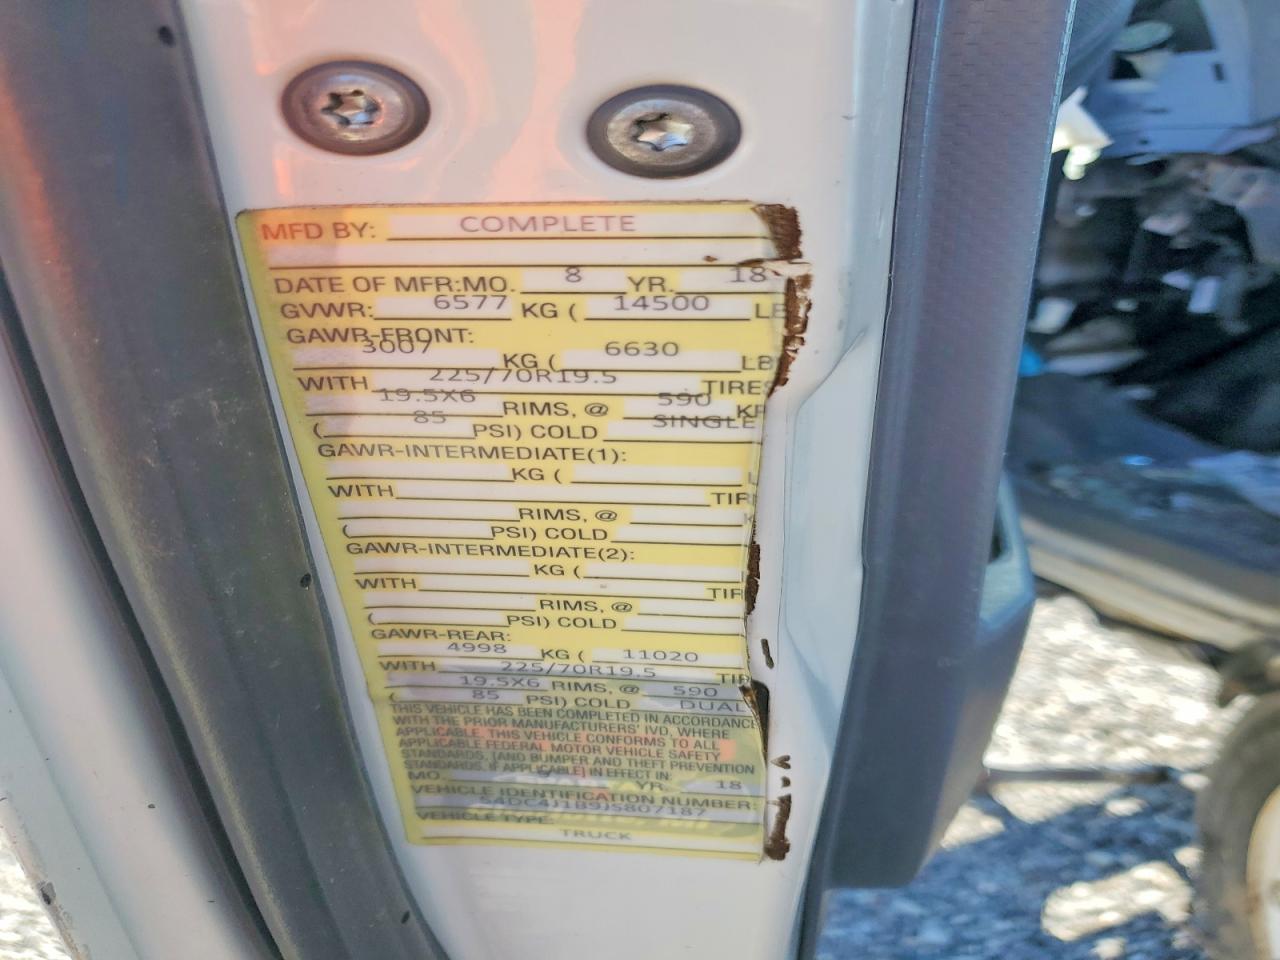 MFD BY: COMPLETE
DATE OF MFR:MO. 8 YR. 18
GVWR: 6577 KG ( 14500 LB
GAWR-FRONT:
3007 KG ( 6630 LB
WITH 225/70R19.5 TIRES
19.5X6 RIMS, @ 590 KP
( 85 PSI) COLD SINGLE
GAWR-INTERMEDIATE(1):
KG (
WITH TIR
RIMS, @
( PSI) COLD
GAWR-INTERMEDIATE(2):
KG (
WITH TIR
RIMS, @
( PSI) COLD
GAWR-REAR:
4998 KG ( 11020
WITH 225/70R19.5 TIR
19.5X6 RIMS, @ 590
( 85 PSI) COLD DUAL
THIS VEHICLE HAS BEEN COMPLETED IN ACCORDANCE
WITH THE PRIOR MANUFACTURERS' IVD, WHERE
APPLICABLE, THIS VEHICLE CONFORMS TO ALL
APPLICABLE FEDERAL MOTOR VEHICLE SAFETY
STANDARDS, [AND BUMPER AND THEFT PREVENTION
STANDARDS, IF APPLICABLE] IN EFFECT IN:
MO. YR. 18
VEHICLE IDENTIFICATION NUMBER:
54DC4J1B9JS807187
VEHICLE TYPE:
TRUCK